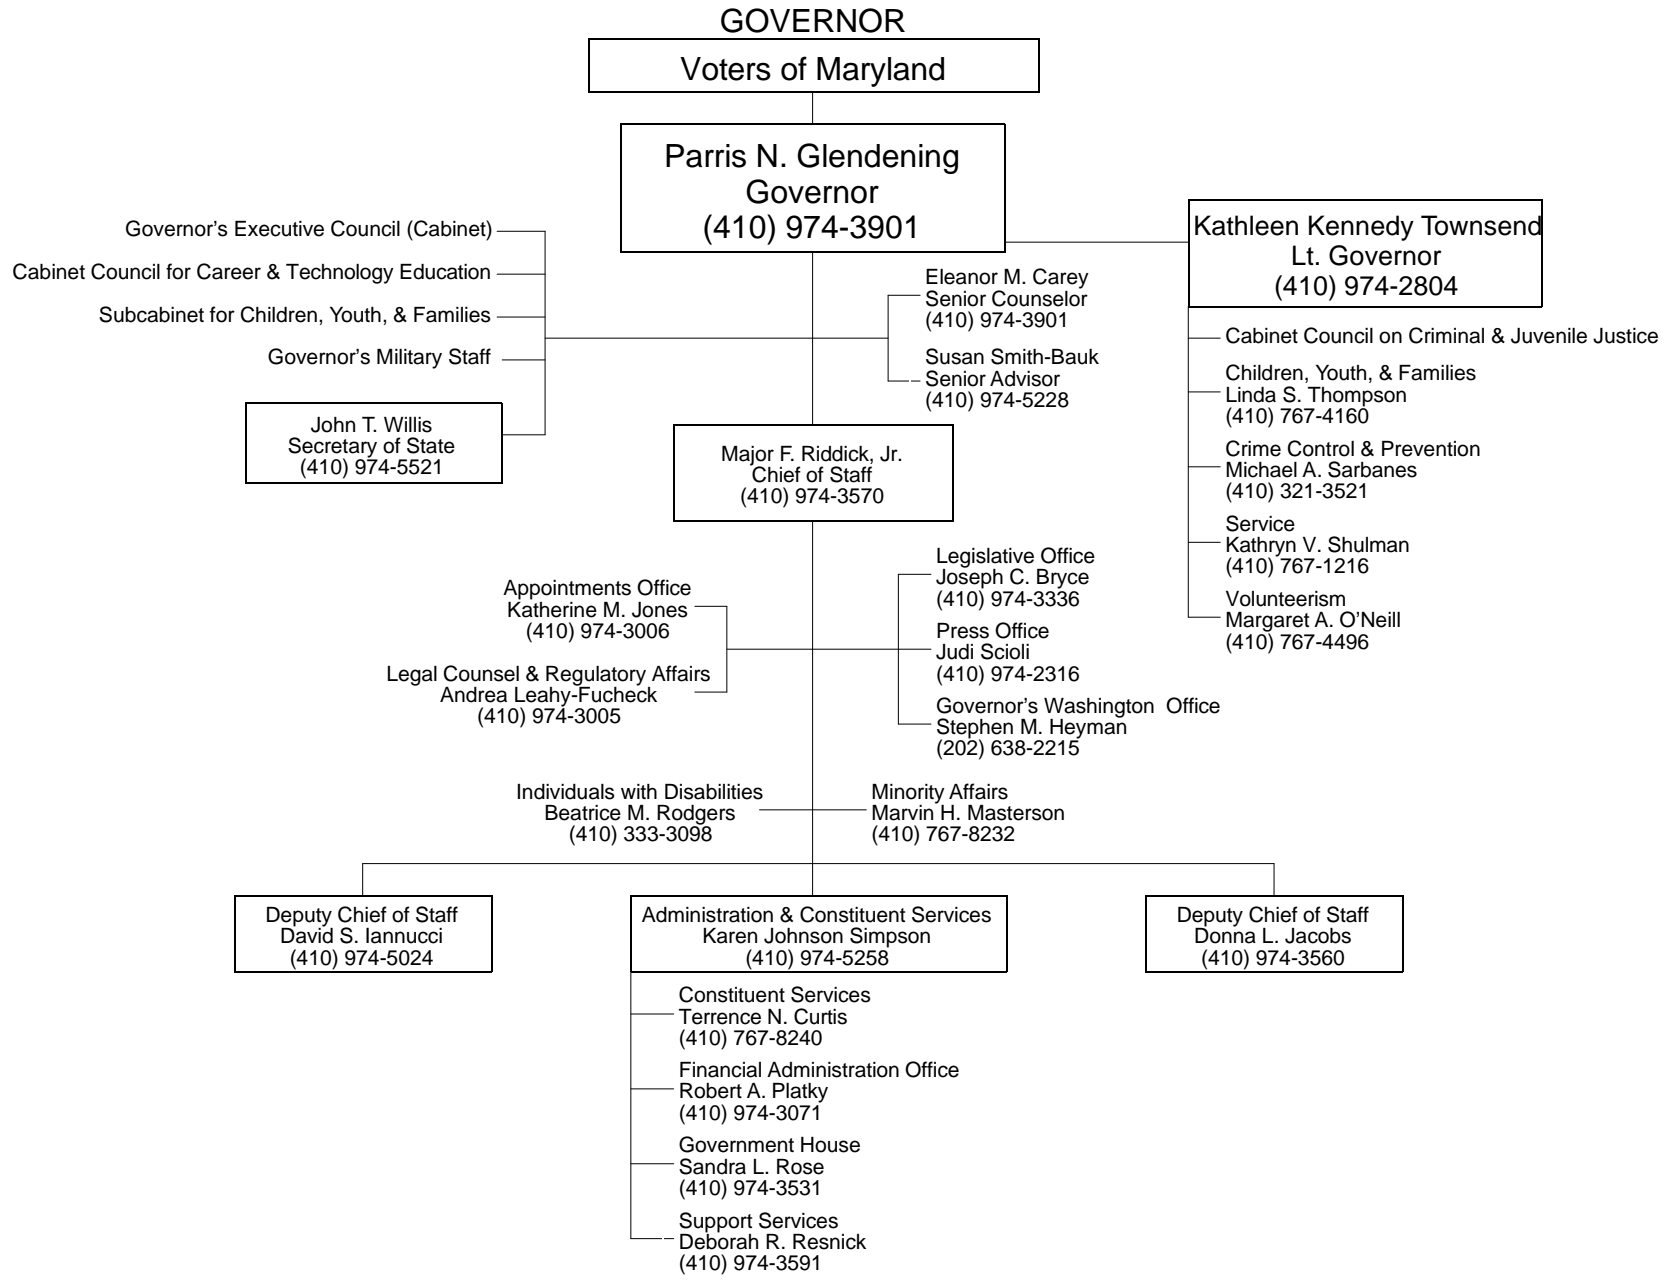 GOVERNOR
Voters of Maryland
Parris N. Glendening
Governor
(410) 974-3901
Kathleen Kennedy Townsend
Lt. Governor
(410) 974-2804
Governor’s Executive Council (Cabinet)
Cabinet Council for Career & Technology Education
Subcabinet for Children, Youth, & Families
Governor’s Military Staff
John T. Willis
Secretary of State
(410) 974-5521
Eleanor M. Carey
Senior Counselor
(410) 974-3901
Susan Smith-Bauk
Senior Advisor
(410) 974-5228
Cabinet Council on Criminal & Juvenile Justice
Children, Youth, & Families
Linda S. Thompson
(410) 767-4160
Crime Control & Prevention
Michael A. Sarbanes
(410) 321-3521
Service
Kathryn V. Shulman
(410) 767-1216
Volunteerism
Margaret A. O’Neill
(410) 767-4496
Major F. Riddick, Jr.
Chief of Staff
(410) 974-3570
Appointments Office
Katherine M. Jones
(410) 974-3006
Legal Counsel & Regulatory Affairs
Andrea Leahy-Fucheck
(410) 974-3005
Legislative Office
Joseph C. Bryce
(410) 974-3336
Press Office
Judi Scioli
(410) 974-2316
Governor’s Washington Office
Stephen M. Heyman
(202) 638-2215
Individuals with Disabilities
Beatrice M. Rodgers
(410) 333-3098
Minority Affairs
Marvin H. Masterson
(410) 767-8232
Deputy Chief of Staff
David S. Iannucci
(410) 974-5024
Administration & Constituent Services
Karen Johnson Simpson
(410) 974-5258
Deputy Chief of Staff
Donna L. Jacobs
(410) 974-3560
Constituent Services
Terrence N. Curtis
(410) 767-8240
Financial Administration Office
Robert A. Platky
(410) 974-3071
Government House
Sandra L. Rose
(410) 974-3531
Support Services
Deborah R. Resnick
(410) 974-3591